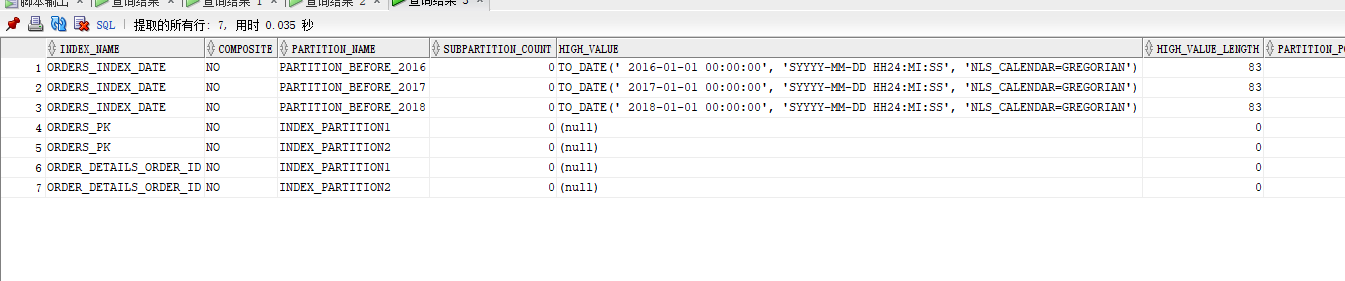 脚本输出 × 查询结果 × 查询结果 1 × 查询结果 2 × 查询结果 3 ×
SQL | 提取的所有行: 7, 用时 0.035 秒
INDEX_NAME COMPOSITE PARTITION_NAME SUBPARTITION_COUNT HIGH_VALUE HIGH_VALUE_LENGTH PARTITION_PO
1 ORDERS_INDEX_DATE NO PARTITION_BEFORE_2016 0 TO_DATE(' 2016-01-01 00:00:00', 'SYYYY-MM-DD HH24:MI:SS', 'NLS_CALENDAR=GREGORIAN') 83
2 ORDERS_INDEX_DATE NO PARTITION_BEFORE_2017 0 TO_DATE(' 2017-01-01 00:00:00', 'SYYYY-MM-DD HH24:MI:SS', 'NLS_CALENDAR=GREGORIAN') 83
3 ORDERS_INDEX_DATE NO PARTITION_BEFORE_2018 0 TO_DATE(' 2018-01-01 00:00:00', 'SYYYY-MM-DD HH24:MI:SS', 'NLS_CALENDAR=GREGORIAN') 83
4 ORDERS_PK NO INDEX_PARTITION1 0 (null) 0
5 ORDERS_PK NO INDEX_PARTITION2 0 (null) 0
6 ORDER_DETAILS_ORDER_ID NO INDEX_PARTITION1 0 (null) 0
7 ORDER_DETAILS_ORDER_ID NO INDEX_PARTITION2 0 (null) 0